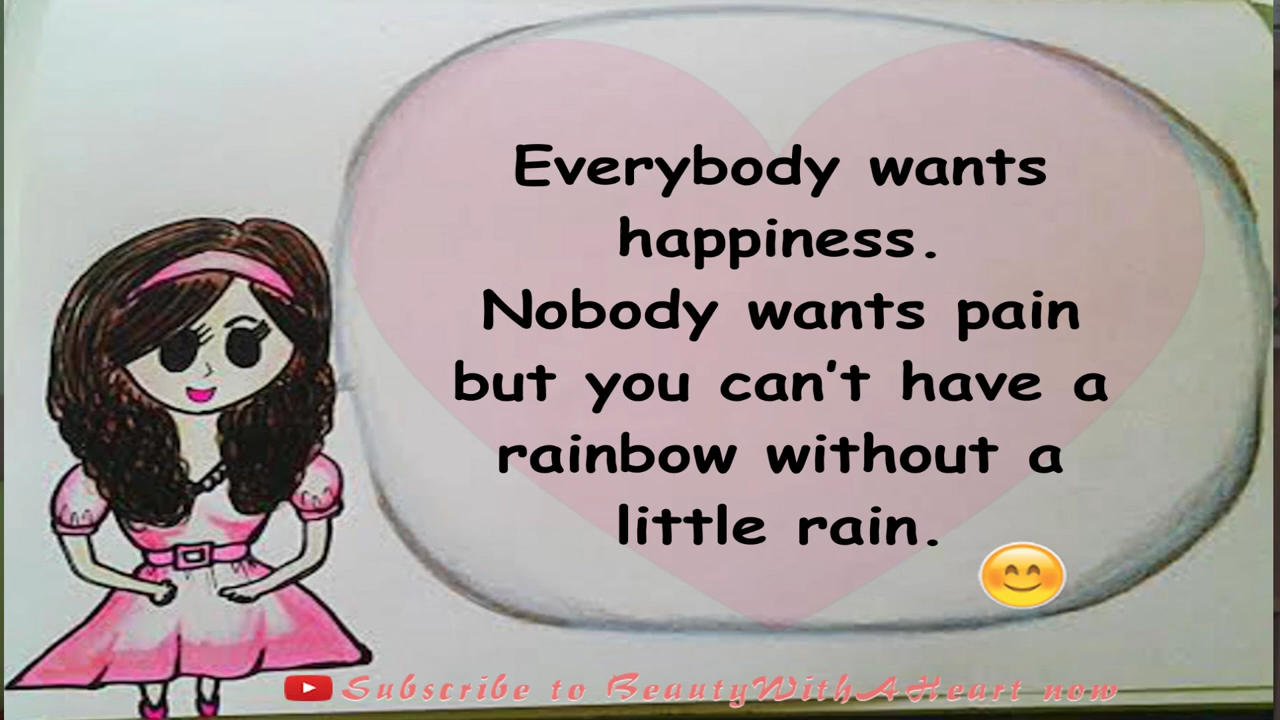 Everybody wants
happiness.
Nobody wants pain
but you can't have a
rainbow without a
little rain.
Subscribe to BeautyWithAHeart now